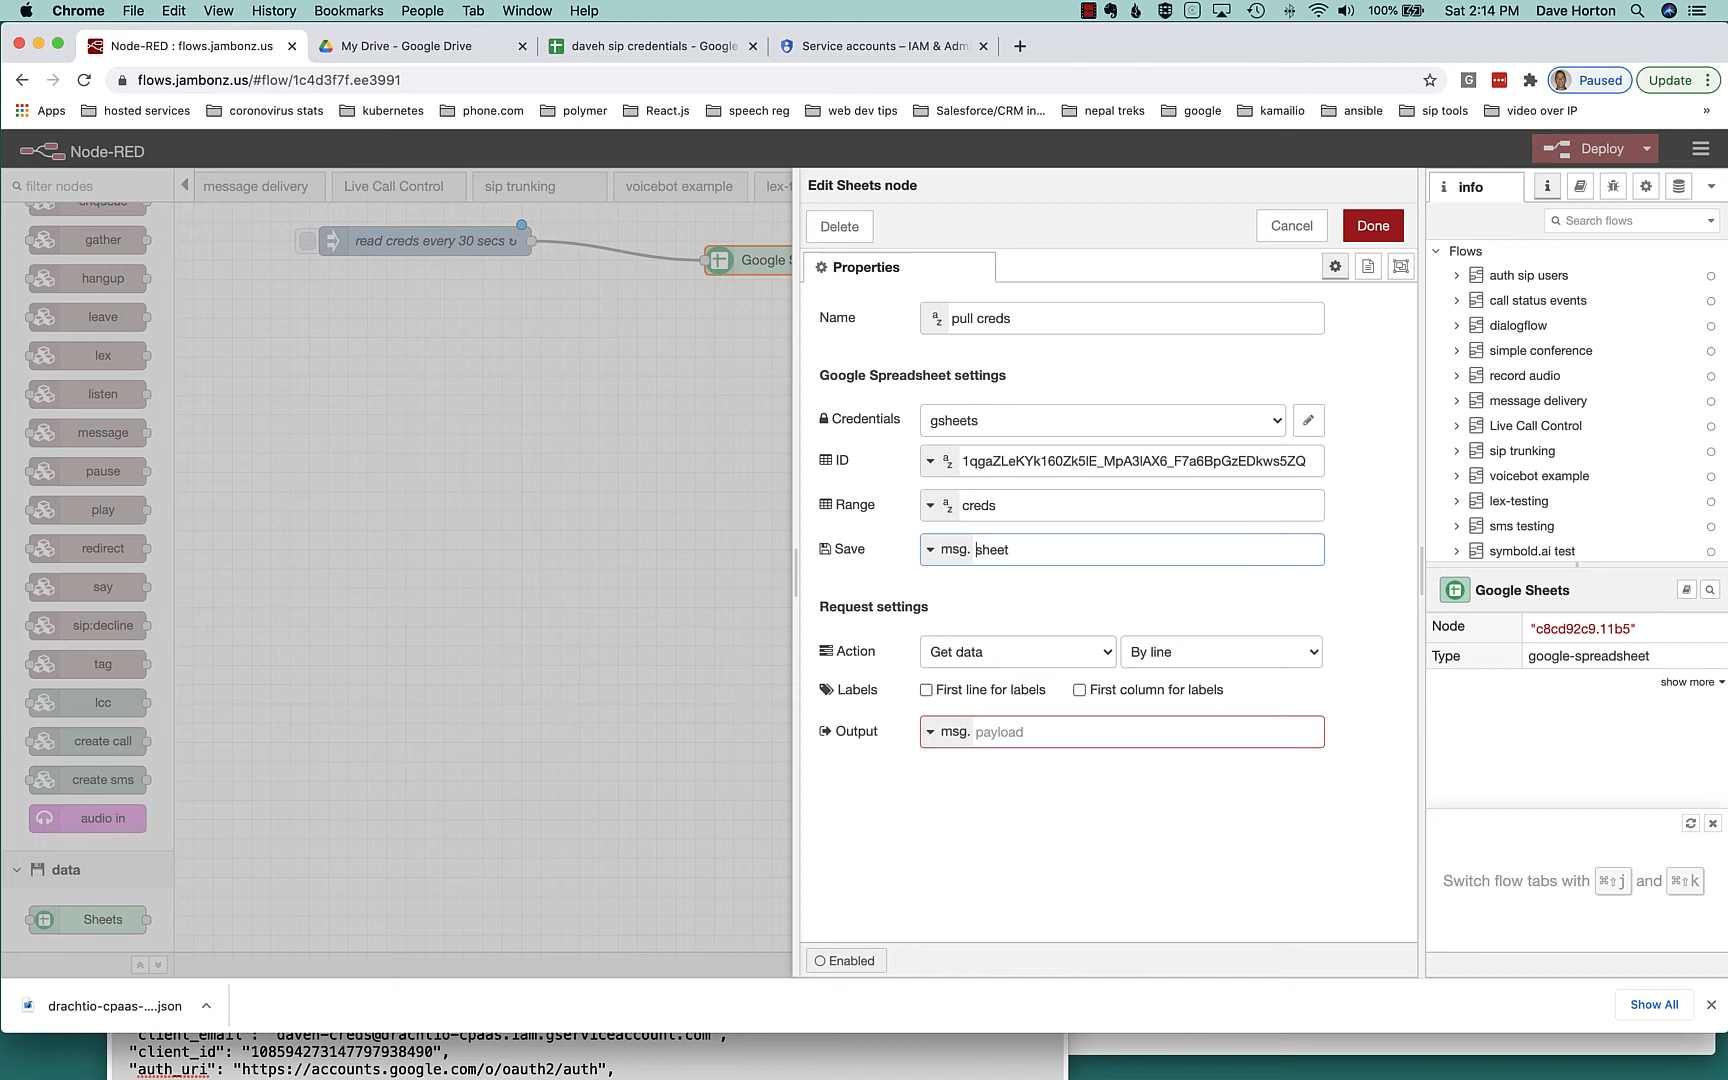 Chrome File Edit View History Bookmarks People Tab Window Help 100% Sat 2:14 PM Dave Horton
Node-RED : flows.jambonz.us My Drive - Google Drive daveh sip credentials - Google Service accounts – IAM & Adm
flows.jambonz.us/#flow/1c4d3f7f.ee3991 Paused Update
Apps hosted services coronovirus stats kubernetes phone.com polymer React.js speech reg web dev tips Salesforce/CRM in... nepal treks google kamailio ansible sip tools video over IP »
Node-RED Deploy
filter nodes message delivery Live Call Control sip trunking voicebot example lex-t
Edit Sheets node
info
Search flows
Delete Cancel Done
Properties
enqueue
gather
hangup
leave
lex
listen
message
pause
play
redirect
say
sip:decline
tag
lcc
create call
create sms
audio in
data
Sheets
read creds every 30 secs ↻
Google S
Name pull creds
Google Spreadsheet settings
Credentials gsheets
ID 1qgaZLeKYk160Zk5lE_MpA3lAX6_F7a6BpGzEDkws5ZQ
Range creds
Save msg. sheet
Request settings
Action Get data By line
Labels First line for labels First column for labels
Output msg. payload
Enabled
Flows
auth sip users
call status events
dialogflow
simple conference
record audio
message delivery
Live Call Control
sip trunking
voicebot example
lex-testing
sms testing
symbold.ai test
Google Sheets
Node "c8cd92c9.11b5"
Type google-spreadsheet
show more
Switch flow tabs with ⌘⇧j and ⌘⇧k
drachtio-cpaas-....json Show All
"client_email": "daven-creds@drachtio-cpaas.iam.gserviceaccount.com",
"client_id": "108594273147797938490",
"auth_uri": "https://accounts.google.com/o/oauth2/auth",